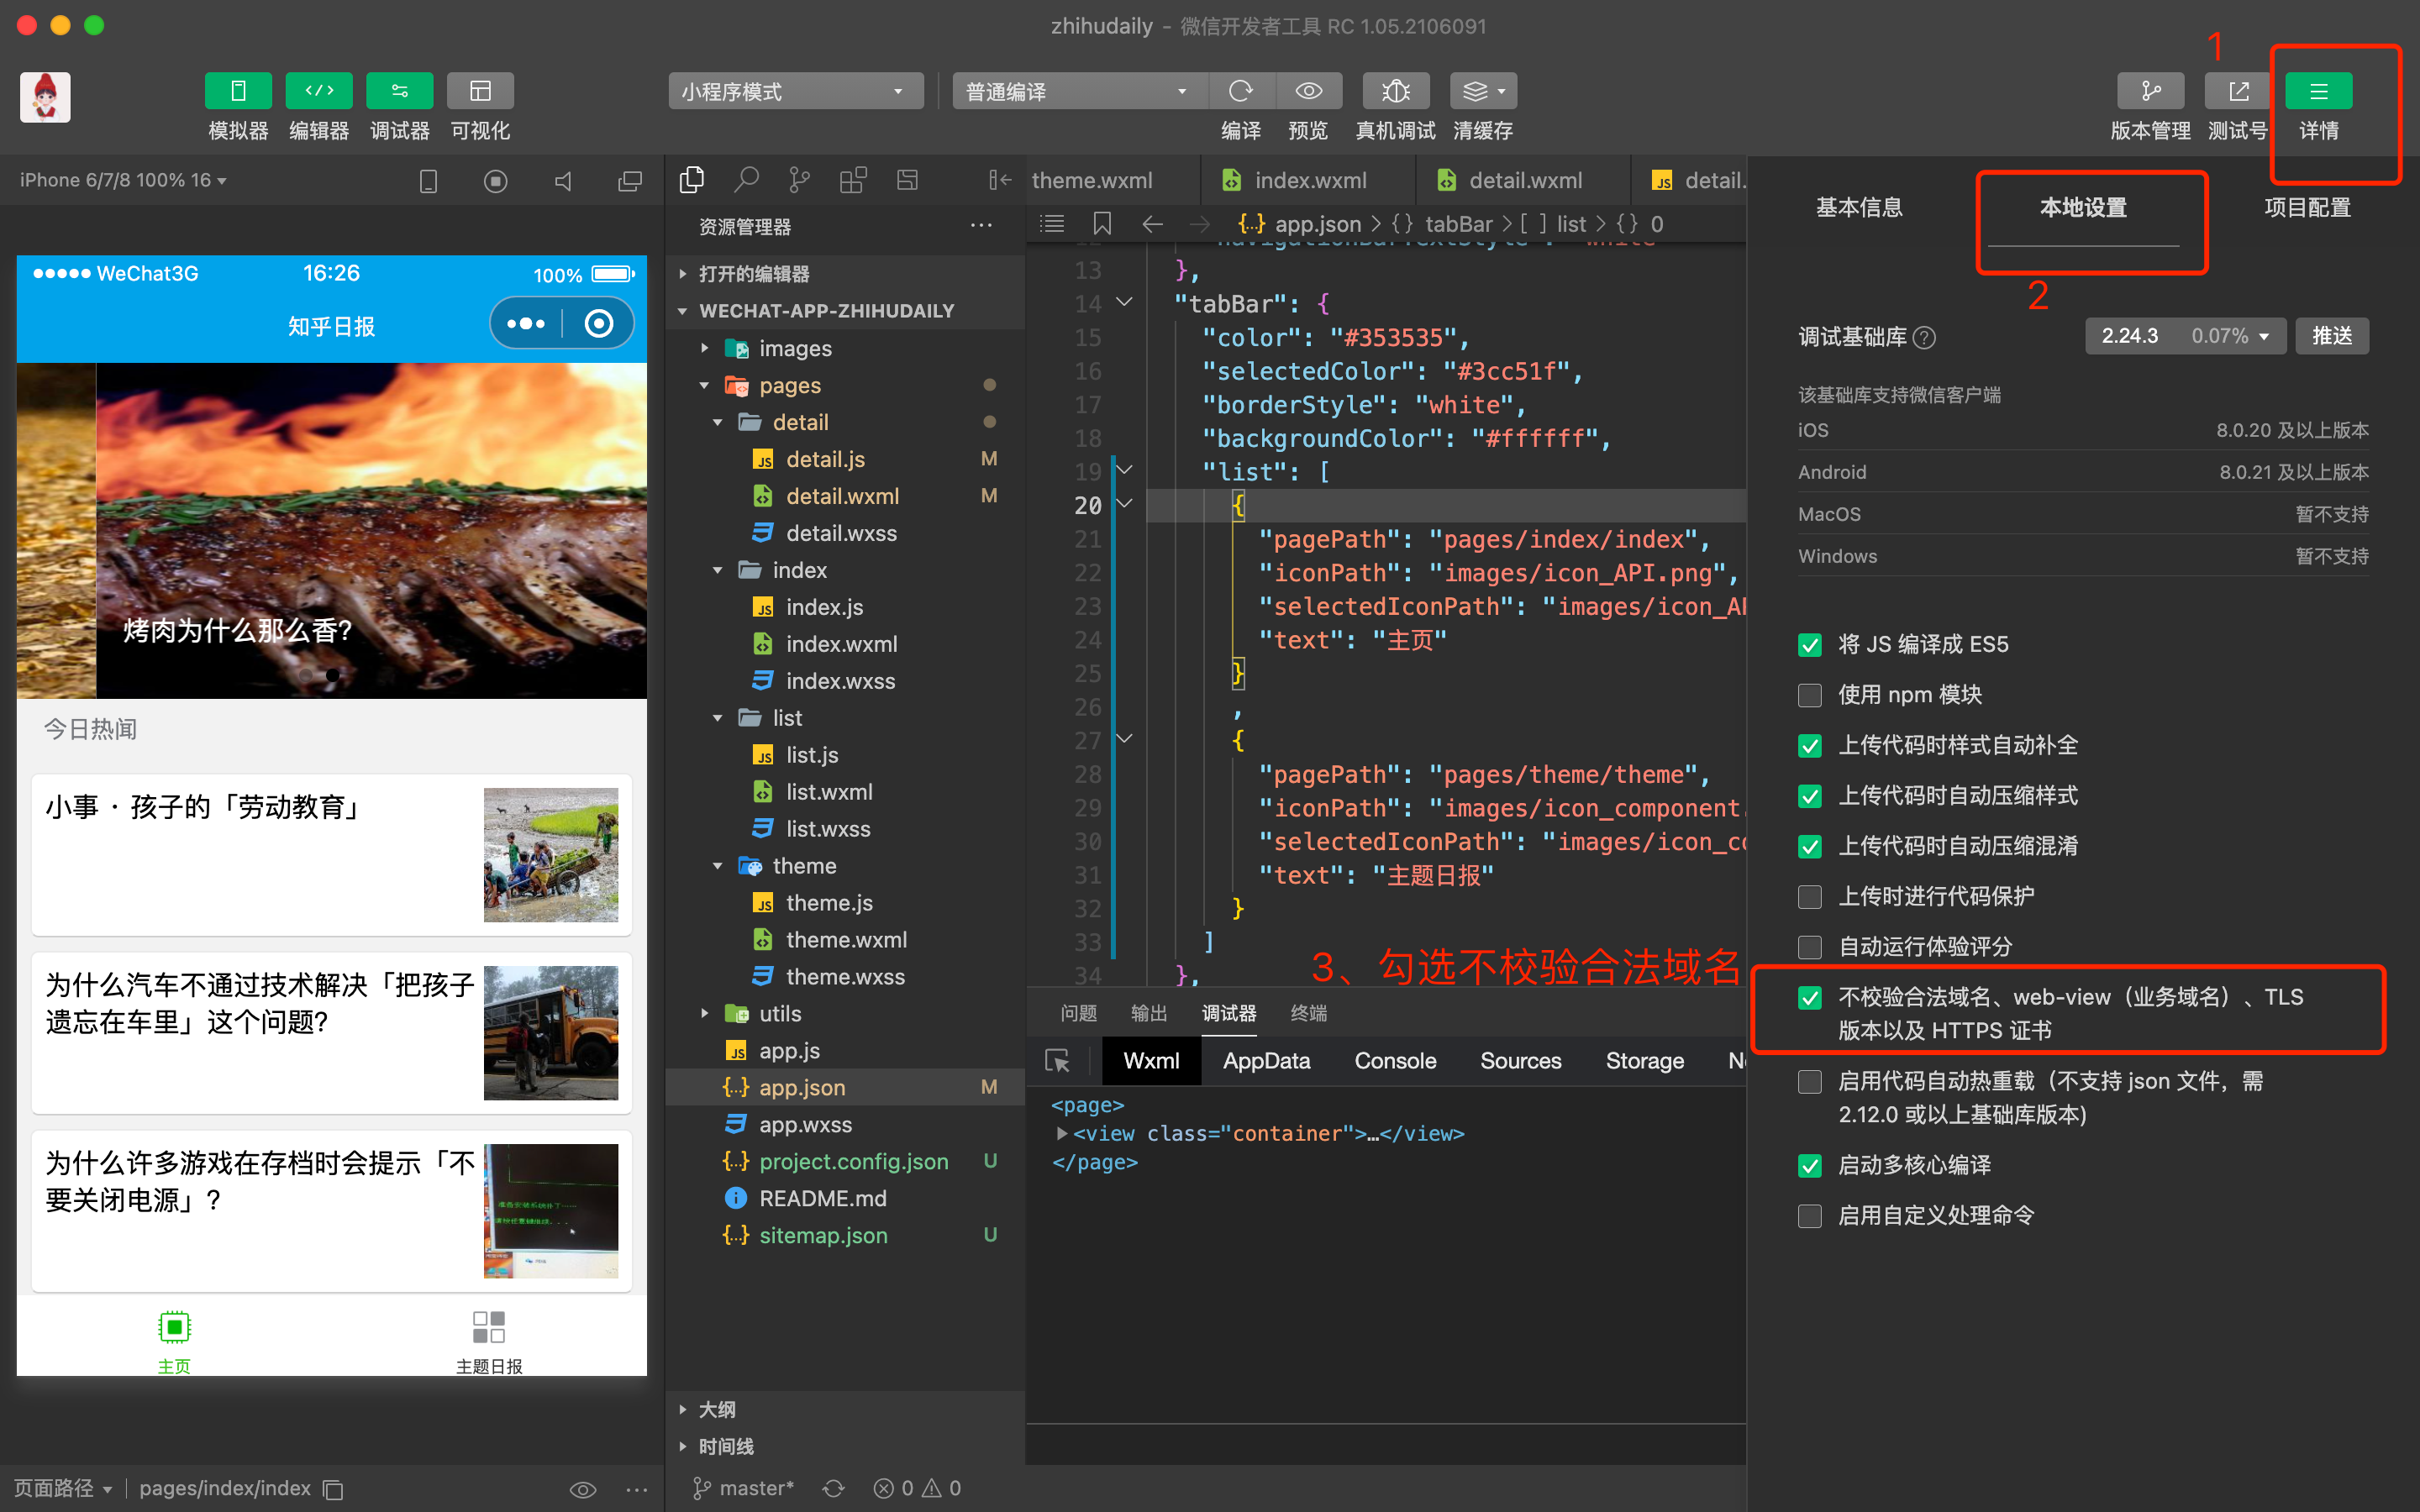 zhihudaily - 微信开发者工具 RC 1.05.2106091
1
模拟器
编辑器
调试器
可视化
小程序模式
普通编译
编译
预览
真机调试
清缓存
版本管理
测试号
详情
iPhone 6/7/8 100% 16
WeChat3G
16:26
100%
知乎日报
烤肉为什么那么香?
今日热闻
小事 · 孩子的「劳动教育」
为什么汽车不通过技术解决「把孩子
遗忘在车里」这个问题?
为什么许多游戏在存档时会提示「不
要关闭电源」?
主页
主题日报
页面路径
pages/index/index
资源管理器
打开的编辑器
WECHAT-APP-ZHIHUDAILY
images
pages
detail
detail.js M
detail.wxml M
detail.wxss
index
index.js
index.wxml
index.wxss
list
list.js
list.wxml
list.wxss
theme
theme.js
theme.wxml
theme.wxss
utils
app.js
app.json M
app.wxss
project.config.json U
README.md
sitemap.json U
大纲
时间线
master*
0
0
theme.wxml
index.wxml
detail.wxml
detail.
app.json > {} tabBar > [ ] list > {} 0
13 },
14 "tabBar": {
15 "color": "#353535",
16 "selectedColor": "#3cc51f",
17 "borderStyle": "white",
18 "backgroundColor": "#ffffff",
19 "list": [
20 {
21 "pagePath": "pages/index/index",
22 "iconPath": "images/icon_API.png",
23 "selectedIconPath": "images/icon_AP
24 "text": "主页"
25 }
26 ,
27 {
28 "pagePath": "pages/theme/theme",
29 "iconPath": "images/icon_component.
30 "selectedIconPath": "images/icon_co
31 "text": "主题日报"
32 }
33 ]
34 },
3、勾选不校验合法域名
问题
输出
调试器
终端
Wxml
AppData
Console
Sources
Storage
<page>
<view class="container">…</view>
</page>
基本信息
本地设置
项目配置
2
调试基础库
2.24.3 0.07%
推送
该基础库支持微信客户端
iOS 8.0.20 及以上版本
Android 8.0.21 及以上版本
MacOS 暂不支持
Windows 暂不支持
将 JS 编译成 ES5
使用 npm 模块
上传代码时样式自动补全
上传代码时自动压缩样式
上传代码时自动压缩混淆
上传时进行代码保护
自动运行体验评分
不校验合法域名、web-view（业务域名）、TLS
版本以及 HTTPS 证书
启用代码自动热重载（不支持 json 文件，需
2.12.0 或以上基础库版本)
启动多核心编译
启用自定义处理命令